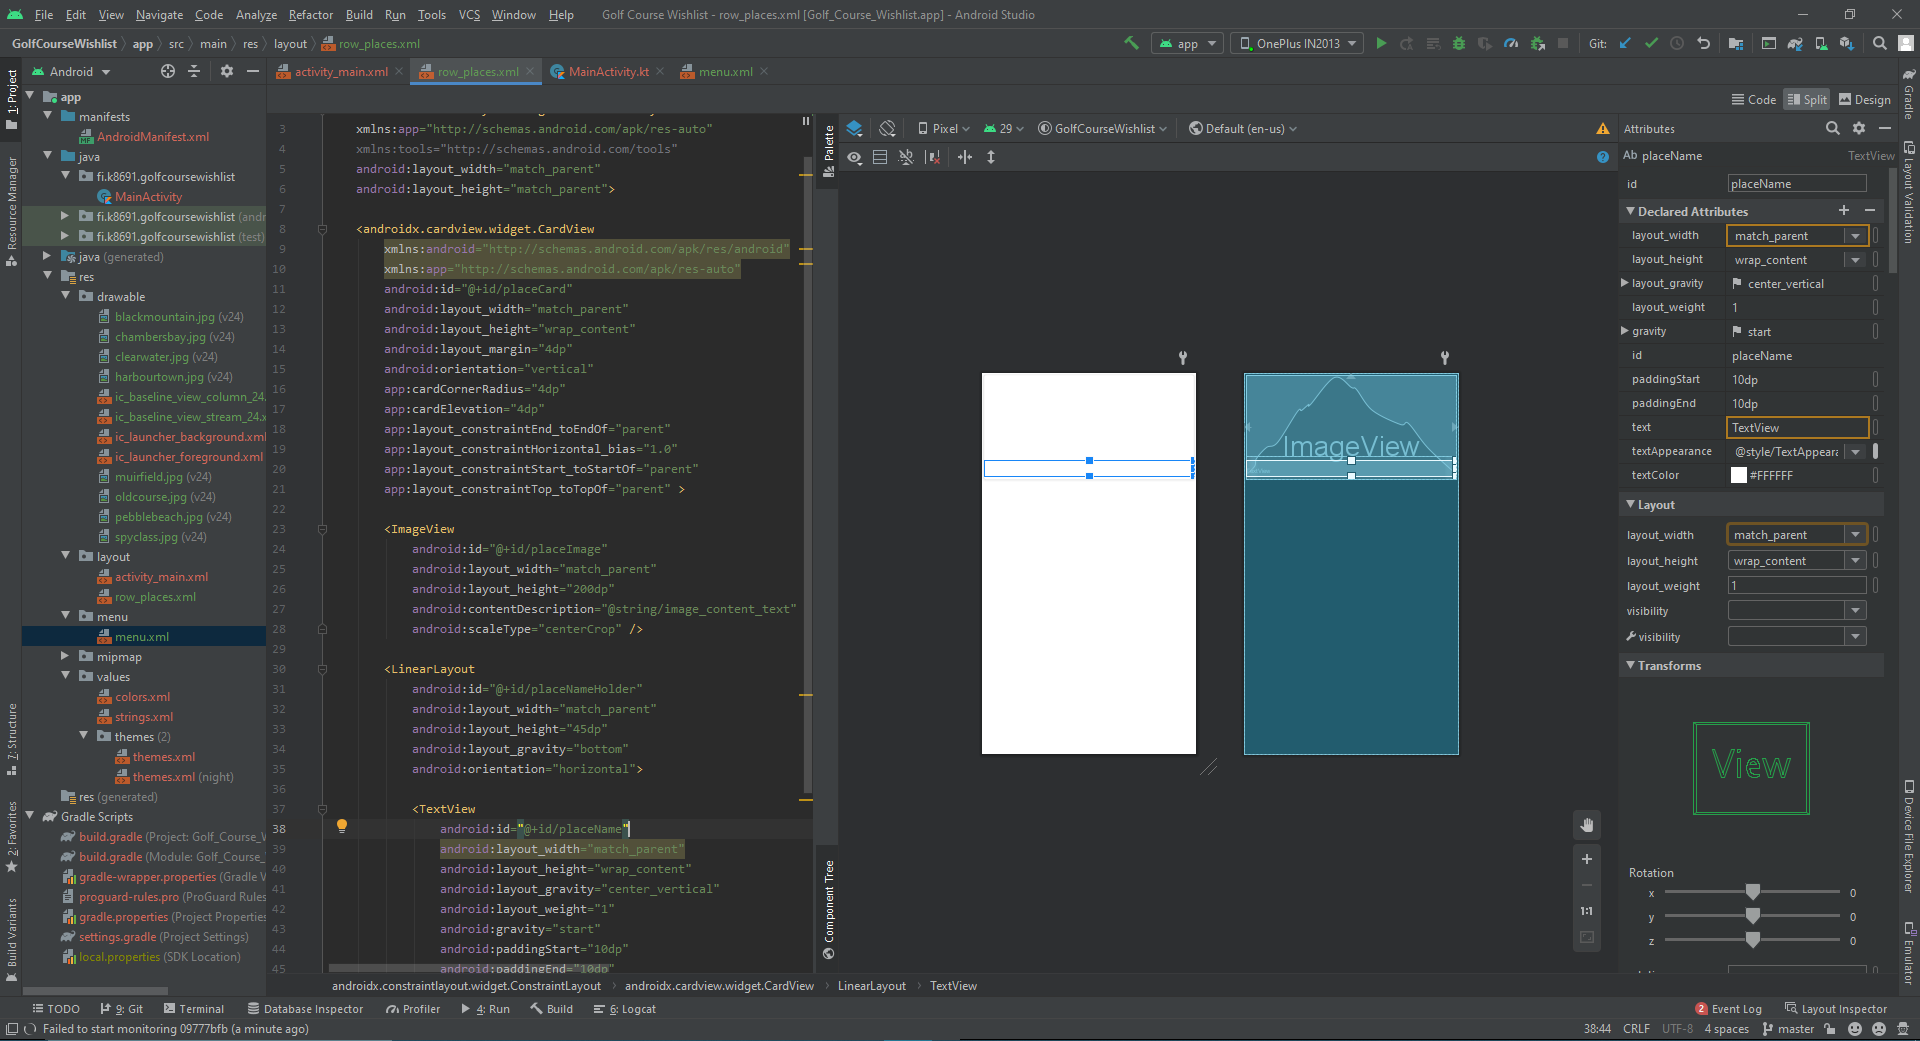 File Edit View Navigate Code Analyze Refactor Build Run Tools VCS Window Help Golf Course Wishlist - row_places.xml [Golf_Course_Wishlist.app] - Android Studio
GolfCourseWishlist app src main res layout row_places.xml app OnePlus IN2013 Git:
Android activity_main.xml row_places.xml MainActivity.kt menu.xml
Code Split Design
1: Project
Resource Manager
7: Structure
2: Favorites
Build Variants
app
manifests
AndroidManifest.xml
java
fi.k8691.golfcoursewishlist
MainActivity
fi.k8691.golfcoursewishlist (andr
fi.k8691.golfcoursewishlist (test)
java (generated)
res
drawable
blackmountain.jpg (v24)
chambersbay.jpg (v24)
clearwater.jpg (v24)
harbourtown.jpg (v24)
ic_baseline_view_column_24.
ic_baseline_view_stream_24.x
ic_launcher_background.xml
ic_launcher_foreground.xml
muirfield.jpg (v24)
oldcourse.jpg (v24)
pebblebeach.jpg (v24)
spyclass.jpg (v24)
layout
activity_main.xml
row_places.xml
menu
menu.xml
mipmap
values
colors.xml
strings.xml
themes (2)
themes.xml
themes.xml (night)
res (generated)
Gradle Scripts
build.gradle (Project: Golf_Course_W
build.gradle (Module: Golf_Course_
gradle-wrapper.properties (Gradle V
proguard-rules.pro (ProGuard Rules
gradle.properties (Project Properties
settings.gradle (Project Settings)
local.properties (SDK Location)
3 xmlns:app="http://schemas.android.com/apk/res-auto"
4 xmlns:tools="http://schemas.android.com/tools"
5 android:layout_width="match_parent"
6 android:layout_height="match_parent">
7
8 <androidx.cardview.widget.CardView
9 xmlns:android="http://schemas.android.com/apk/res/android"
10 xmlns:app="http://schemas.android.com/apk/res-auto"
11 android:id="@+id/placeCard"
12 android:layout_width="match_parent"
13 android:layout_height="wrap_content"
14 android:layout_margin="4dp"
15 android:orientation="vertical"
16 app:cardCornerRadius="4dp"
17 app:cardElevation="4dp"
18 app:layout_constraintEnd_toEndOf="parent"
19 app:layout_constraintHorizontal_bias="1.0"
20 app:layout_constraintStart_toStartOf="parent"
21 app:layout_constraintTop_toTopOf="parent" >
22
23 <ImageView
24 android:id="@+id/placeImage"
25 android:layout_width="match_parent"
26 android:layout_height="200dp"
27 android:contentDescription="@string/image_content_text"
28 android:scaleType="centerCrop" />
29
30 <LinearLayout
31 android:id="@+id/placeNameHolder"
32 android:layout_width="match_parent"
33 android:layout_height="45dp"
34 android:layout_gravity="bottom"
35 android:orientation="horizontal">
36
37 <TextView
38 android:id="@+id/placeName"
39 android:layout_width="match_parent"
40 android:layout_height="wrap_content"
41 android:layout_gravity="center_vertical"
42 android:layout_weight="1"
43 android:gravity="start"
44 android:paddingStart="10dp"
45 android:paddingEnd="10dp"
androidx.constraintlayout.widget.ConstraintLayout androidx.cardview.widget.CardView LinearLayout TextView
Palette
Component Tree
Pixel 29 GolfCourseWishlist Default (en-us)
ImageView
1:1
Attributes
Ab placeName TextView
id placeName
Declared Attributes
layout_width match_parent
layout_height wrap_content
layout_gravity center_vertical
layout_weight 1
gravity start
id placeName
paddingStart 10dp
paddingEnd 10dp
text TextView
textAppearance @style/TextAppeara
textColor #FFFFFF
Layout
layout_width match_parent
layout_height wrap_content
layout_weight 1
visibility
visibility
Transforms
View
Rotation
x 0
y 0
z 0
Gradle
Layout Validation
Device File Explorer
Emulator
TODO 9: Git Terminal Database Inspector Profiler 4: Run Build 6: Logcat 2 Event Log Layout Inspector
Failed to start monitoring 09777bfb (a minute ago) 38:44 CRLF UTF-8 4 spaces master